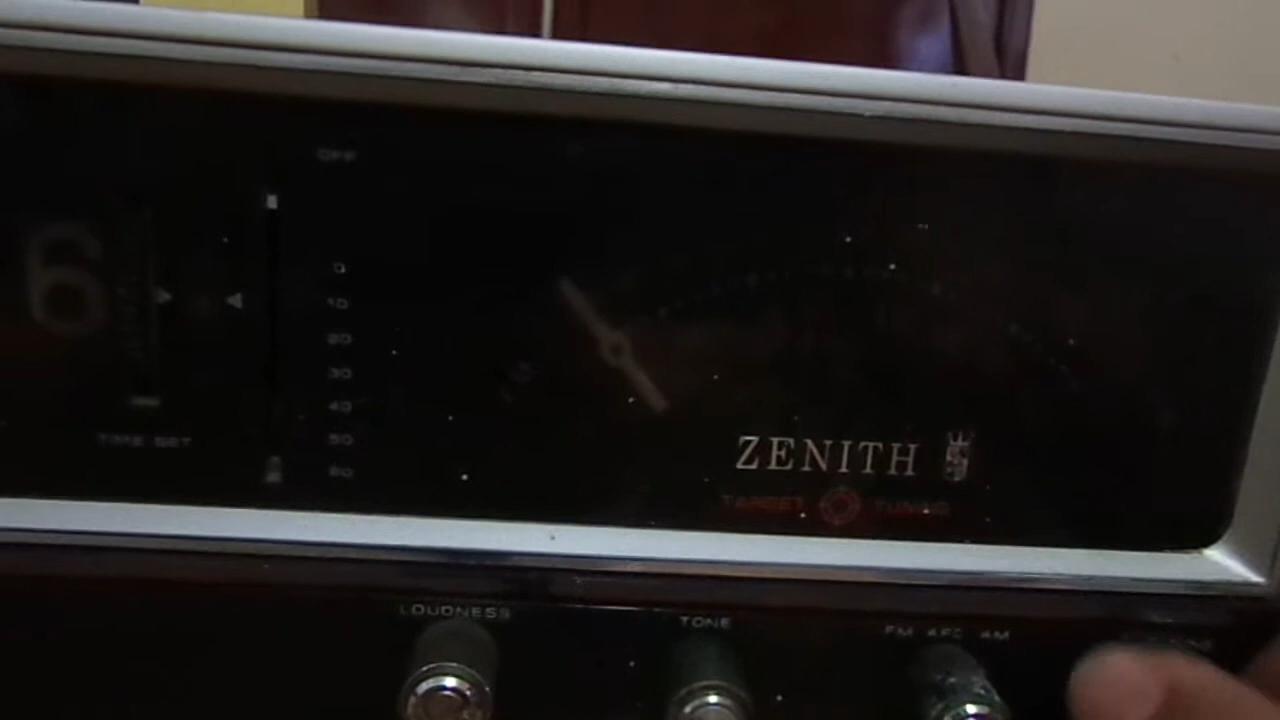 OFF
6
0
10
20
30
40
50
60
TIME SET
ZENITH
TARGET TUNING
LOUDNESS
TONE
FM AFC AM